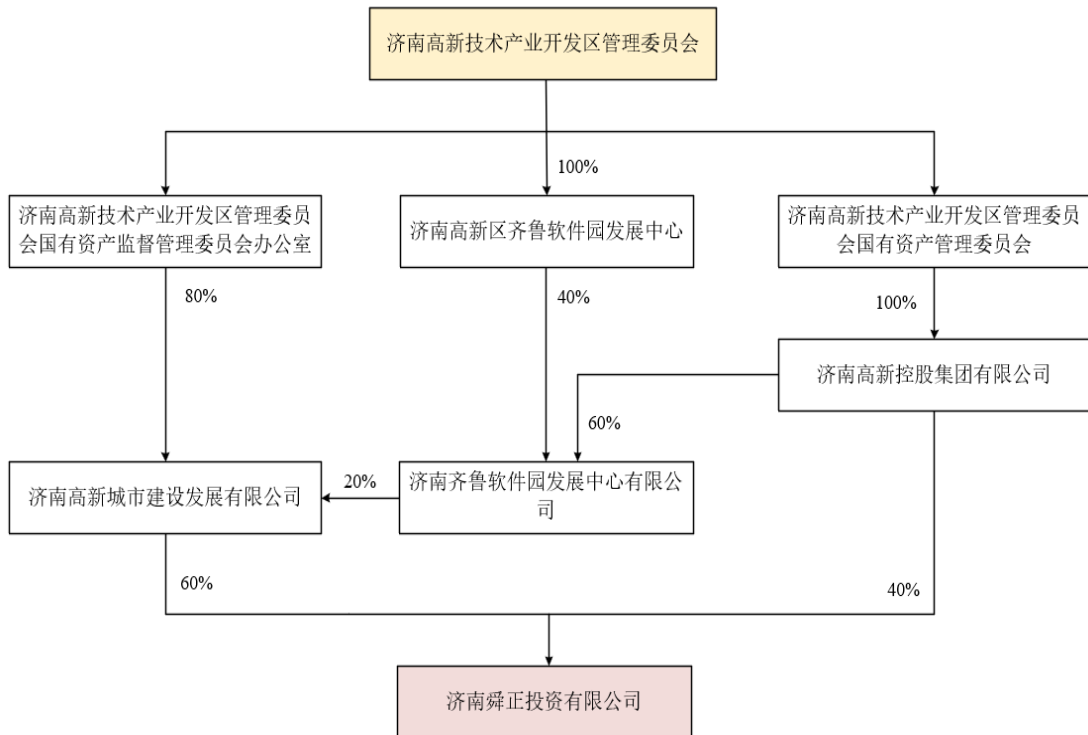 济南高新技术产业开发区管理委员会
100%
济南高新技术产业开发区管理委员
会国有资产监督管理委员会办公室
济南高新区齐鲁软件园发展中心
济南高新技术产业开发区管理委员
会国有资产管理委员会
80%
40%
100%
济南高新控股集团有限公司
60%
济南高新城市建设发展有限公司
20%
济南齐鲁软件园发展中心有限公
司
60%
40%
济南舜正投资有限公司